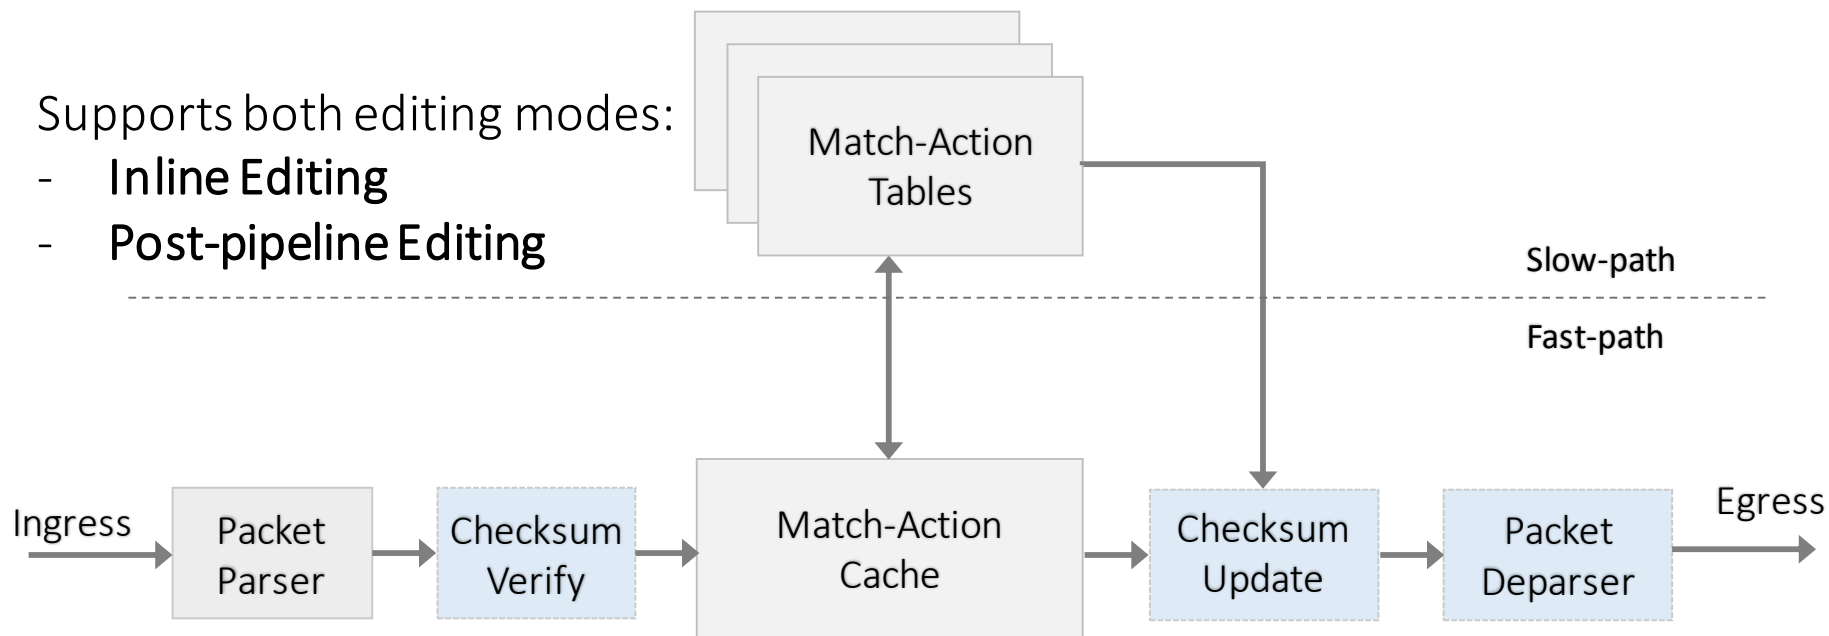 Supports both editing modes:
- Inline Editing
- Post-pipeline Editing
Match-Action
Tables
Slow-path
Fast-path
Ingress
Packet
Parser
Checksum
Verify
Match-Action
Cache
Checksum
Update
Packet
Deparser
Egress